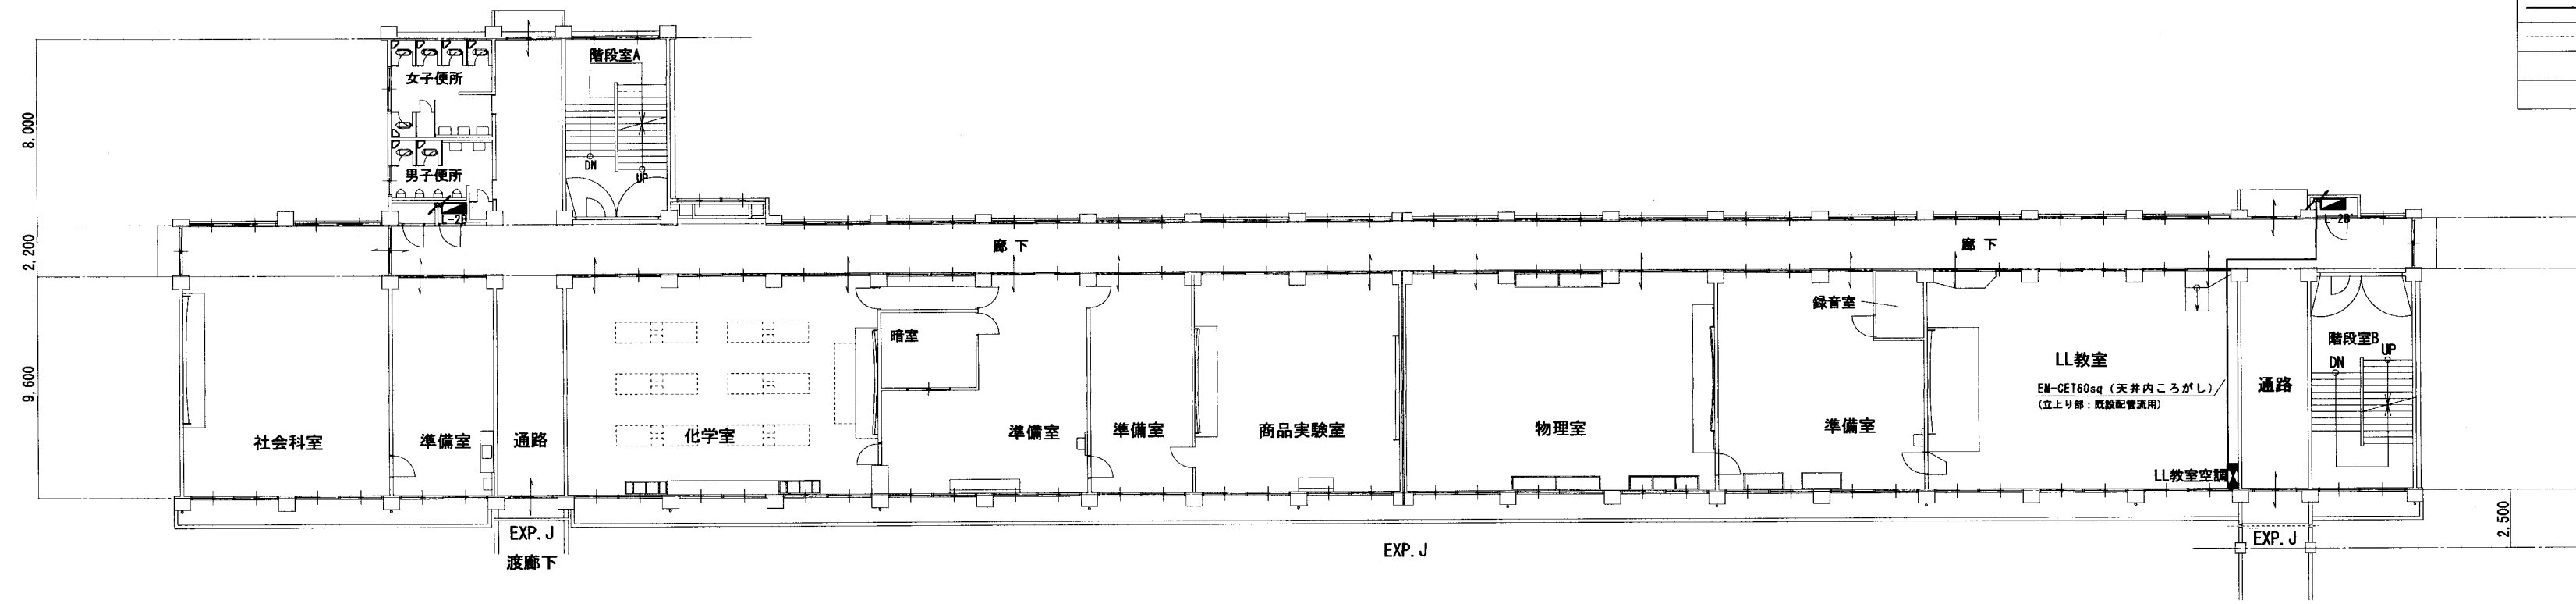 階段室A
女子便所
8,000
DN
UP
男子便所
L-2B
L-2B
2,200
廊 下
廊 下
録音室
暗室
階段室B
DN
UP
LL教室
EM-CET60sq (天井内ころがし)
(立上り部：既設配管流用)
通路
9,600
社会科室
準備室
通路
化学室
準備室
準備室
商品実験室
物理室
準備室
LL教室空調
2,500
EXP.J
渡廊下
EXP.J
EXP.J